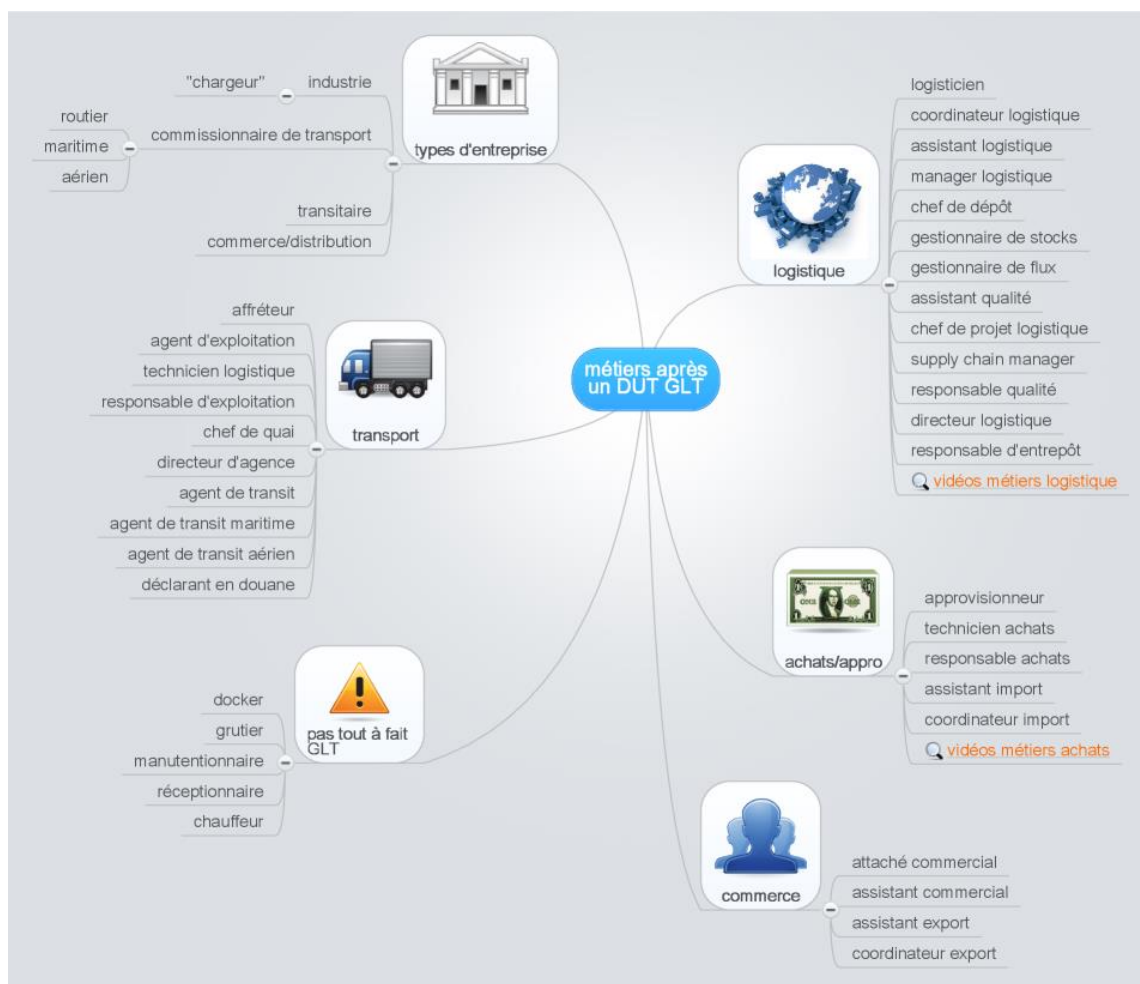 métiers après
un DUT GLT
types d'entreprise
industrie
"chargeur"
commissionnaire de transport
routier
maritime
aérien
transitaire
commerce/distribution
transport
affréteur
agent d'exploitation
technicien logistique
responsable d'exploitation
chef de quai
directeur d'agence
agent de transit
agent de transit maritime
agent de transit aérien
déclarant en douane
pas tout à fait
GLT
docker
grutier
manutentionnaire
réceptionnaire
chauffeur
logistique
logisticien
coordinateur logistique
assistant logistique
manager logistique
chef de dépôt
gestionnaire de stocks
gestionnaire de flux
assistant qualité
chef de projet logistique
supply chain manager
responsable qualité
directeur logistique
responsable d'entrepôt
vidéos métiers logistique
achats/appro
approvisionneur
technicien achats
responsable achats
assistant import
coordinateur import
vidéos métiers achats
commerce
attaché commercial
assistant commercial
assistant export
coordinateur export